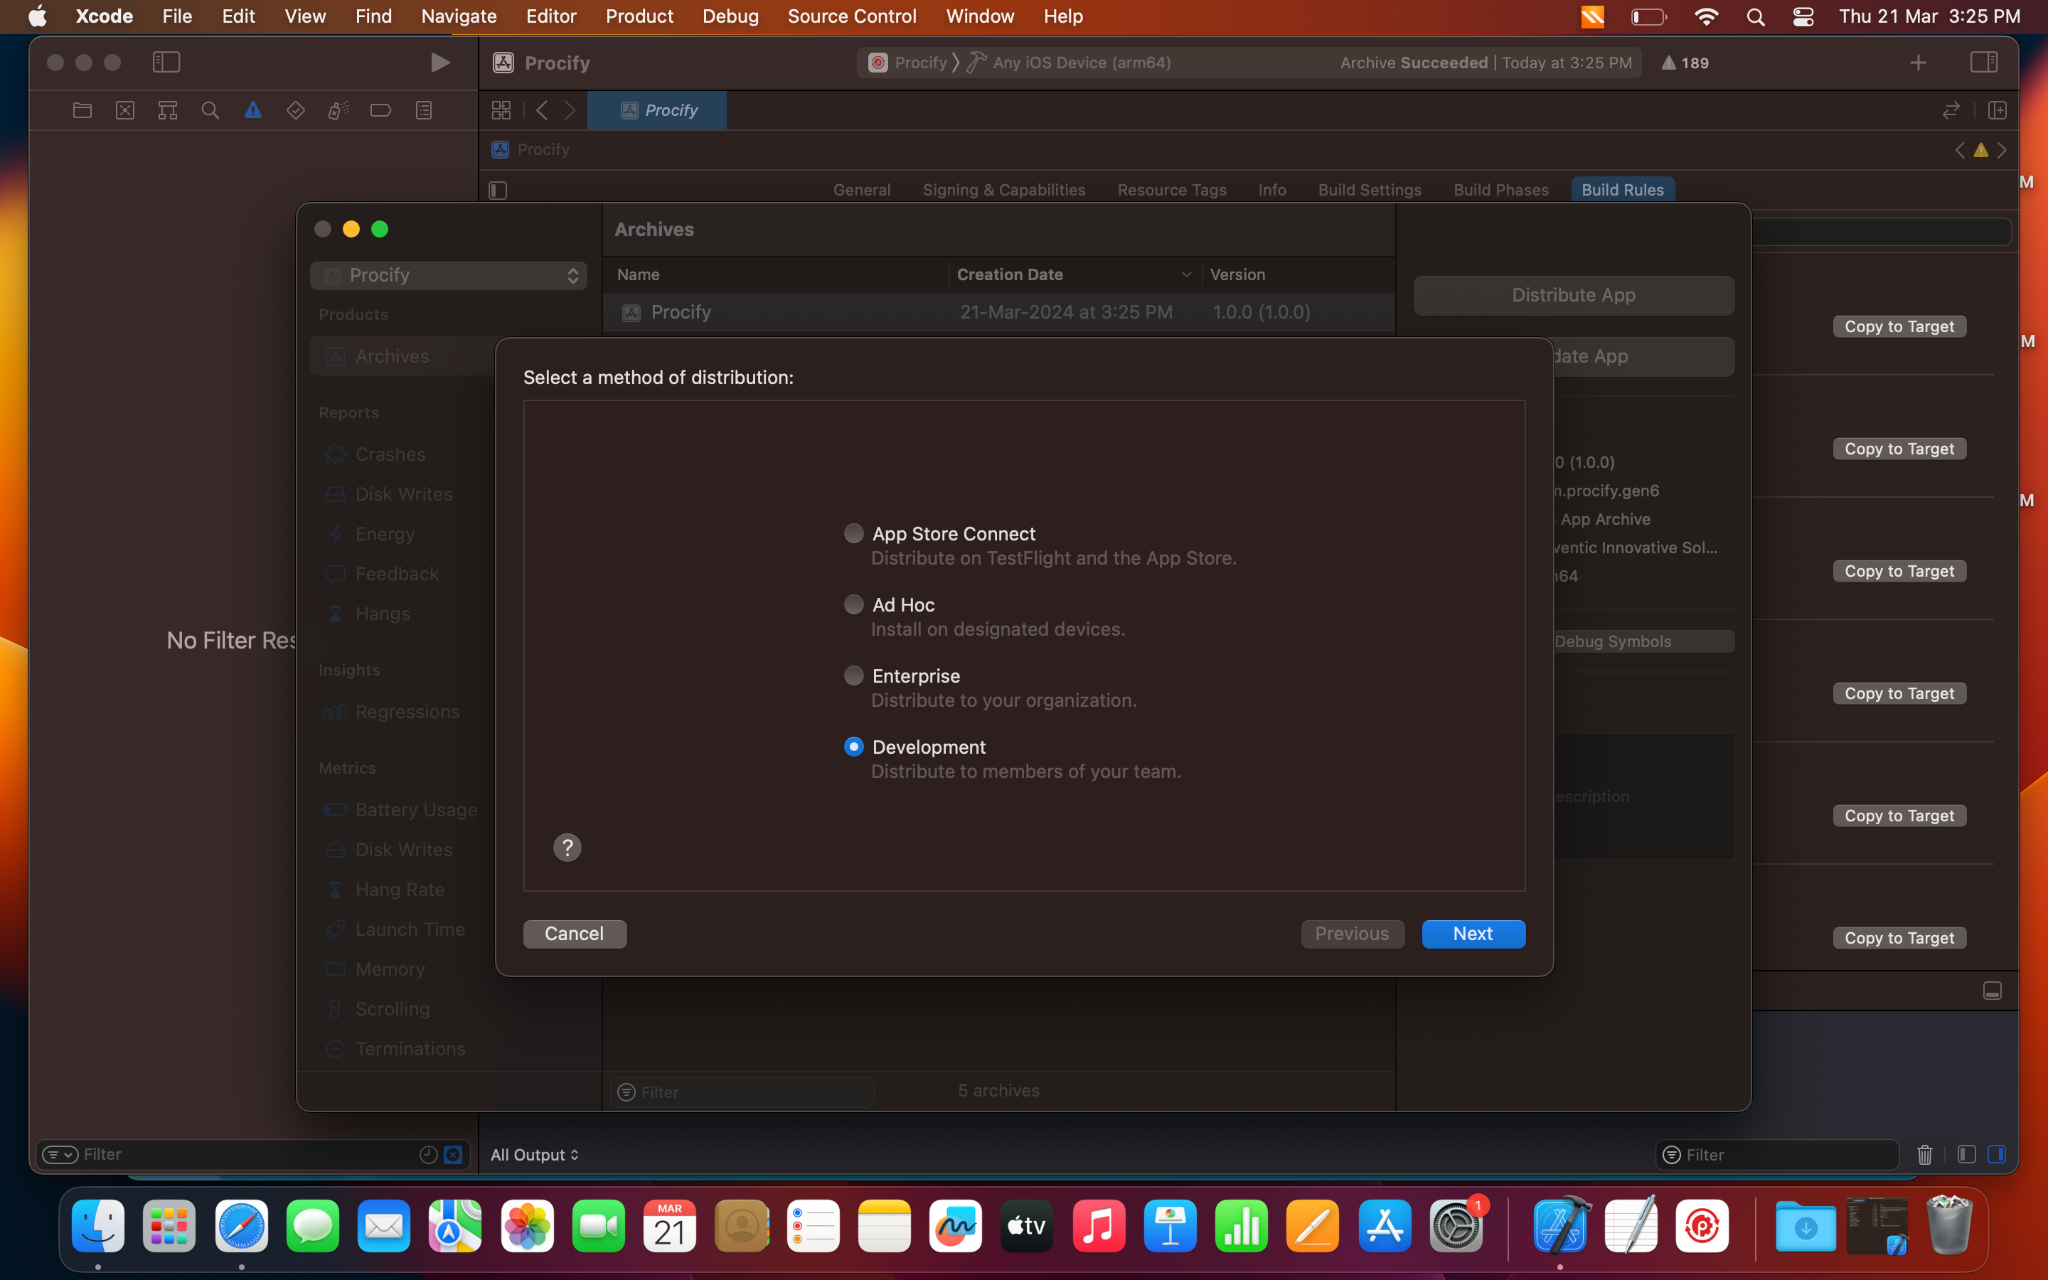 Xcode File Edit View Find Navigate Editor Product Debug Source Control Window Help Thu 21 Mar 3:25 PM
Procify Procify Any iOS Device (arm64) Archive Succeeded | Today at 3:25 PM 189
Procify
Procify
General Signing & Capabilities Resource Tags Info Build Settings Build Phases Build Rules
M
Archives
Procify
Name Creation Date Version
Distribute App
Procify 21-Mar-2024 at 3:25 PM 1.0.0 (1.0.0)
Products
Copy to Target
M
Archives
date App
Select a method of distribution:
Reports
Crashes
Copy to Target
0 (1.0.0)
Disk Writes
n.procify.gen6
M
App Archive
Energy
App Store Connect
Distribute on TestFlight and the App Store.
ventic Innovative Sol...
Feedback
Copy to Target
64
Hangs
Ad Hoc
Install on designated devices.
No Filter Res
Debug Symbols
Insights
Enterprise
Distribute to your organization.
Copy to Target
Regressions
Development
Distribute to members of your team.
Metrics
Battery Usage
escription
Copy to Target
Disk Writes
?
Hang Rate
Launch Time
Cancel Previous Next
Copy to Target
Memory
Scrolling
Terminations
Filter 5 archives
Filter All Output Filter
MAR
21
tv
1